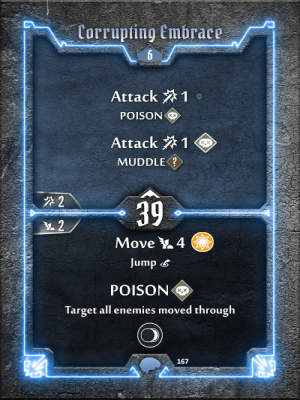 Corrupting Embrace
6
Attack 1
POISON
Attack 1
MUDDLE ?
2
39
2
Move 4
Jump
POISON
Target all enemies moved through
167